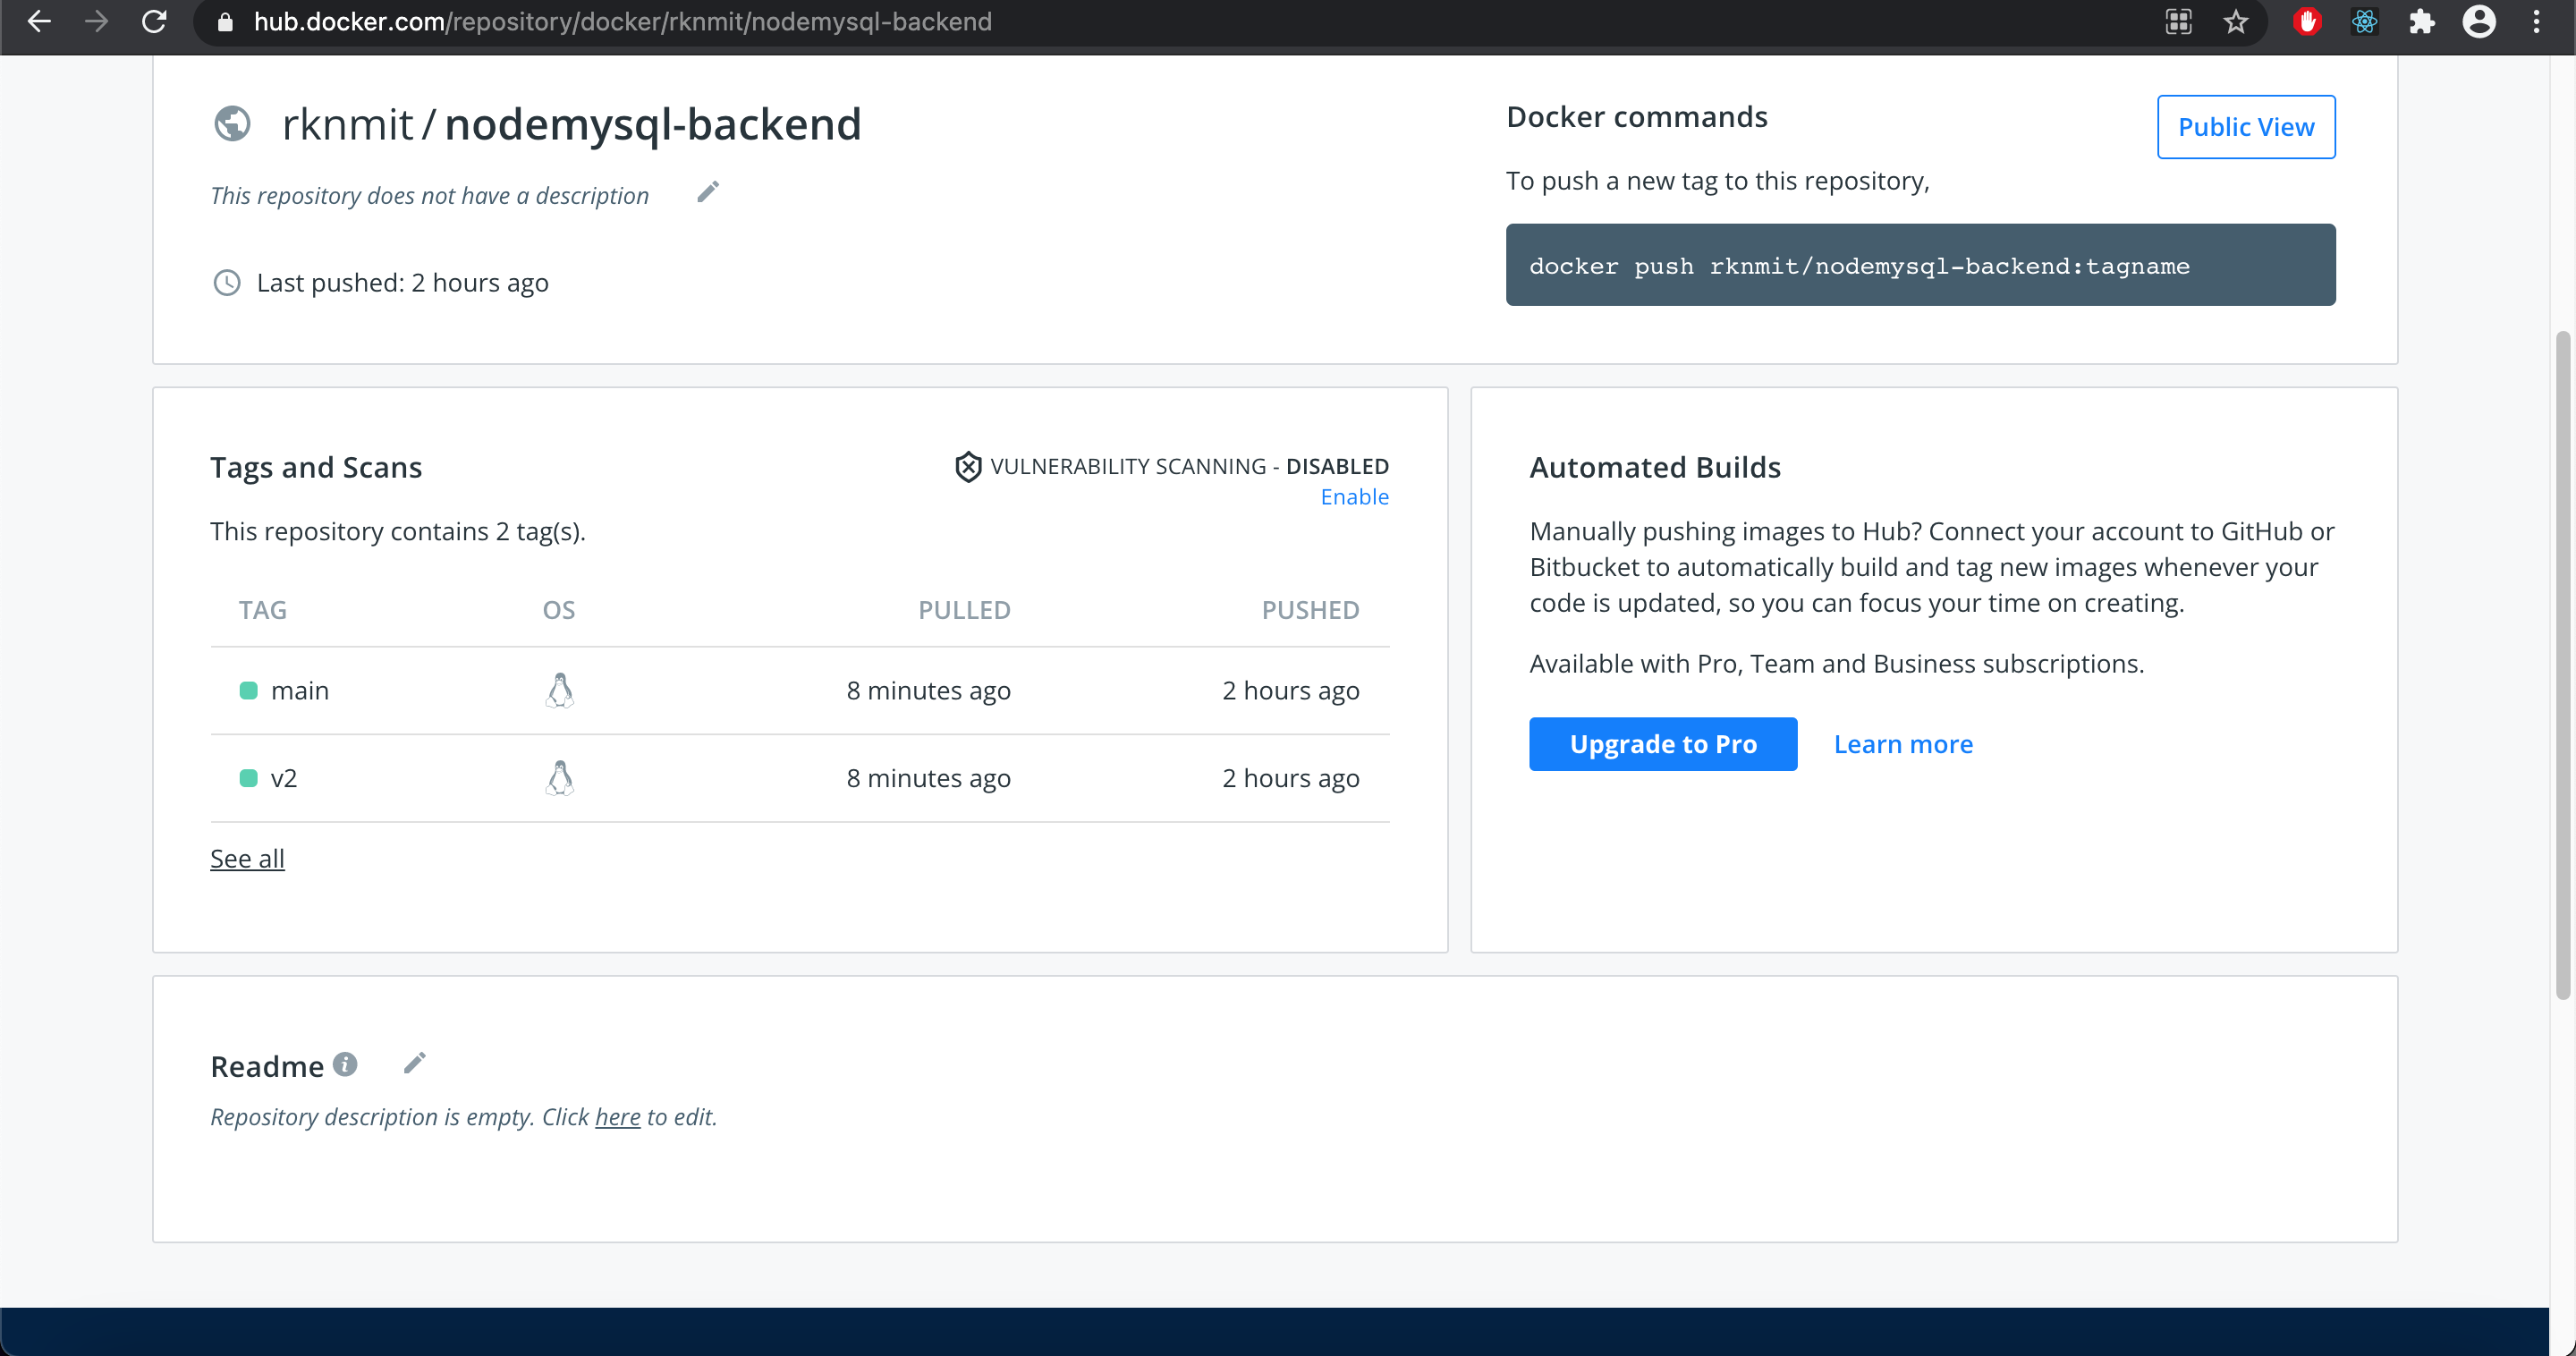 hub.docker.com/repository/docker/rknmit/nodemysql-backend
rknmit / nodemysql-backend
This repository does not have a description
Last pushed: 2 hours ago
Docker commands
Public View
To push a new tag to this repository,
docker push rknmit/nodemysql-backend:tagname
Tags and Scans
VULNERABILITY SCANNING - DISABLED
Enable
This repository contains 2 tag(s).
TAG OS PULLED PUSHED
main 8 minutes ago 2 hours ago
v2 8 minutes ago 2 hours ago
See all
Automated Builds
Manually pushing images to Hub? Connect your account to GitHub or
Bitbucket to automatically build and tag new images whenever your
code is updated, so you can focus your time on creating.
Available with Pro, Team and Business subscriptions.
Upgrade to Pro Learn more
Readme
Repository description is empty. Click here to edit.